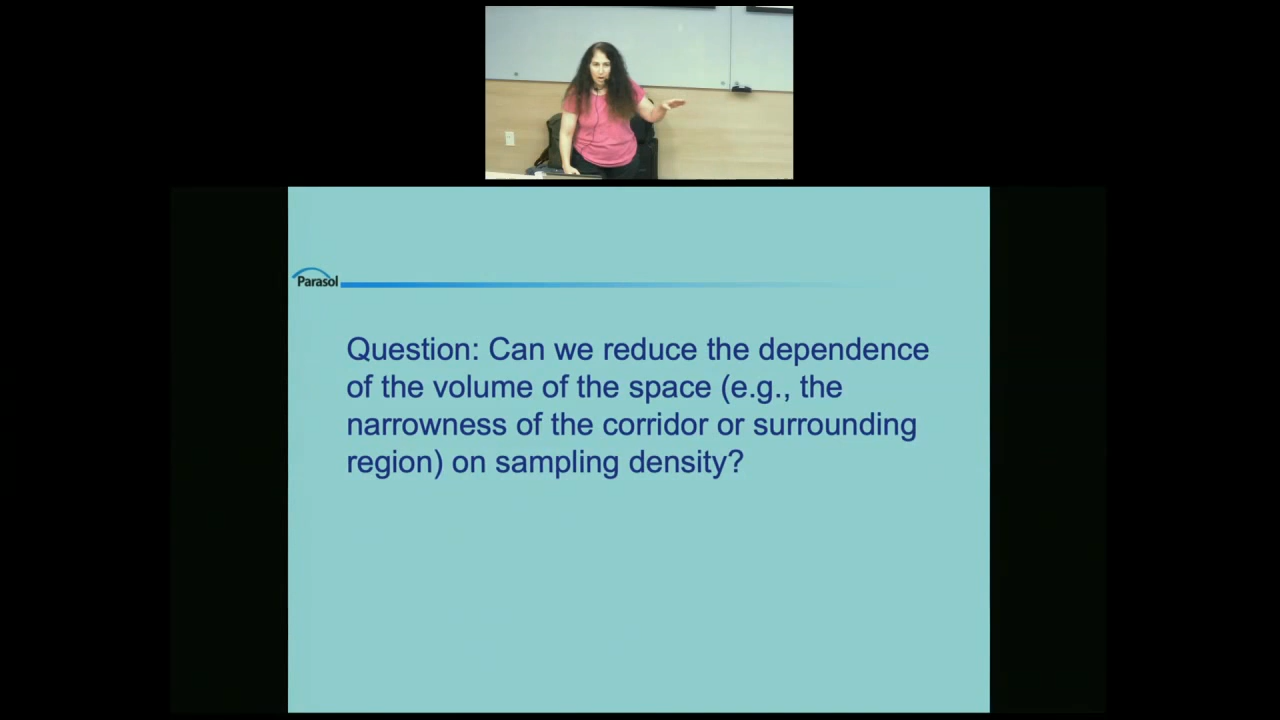 Parasol
Question: Can we reduce the dependence
of the volume of the space (e.g., the
narrowness of the corridor or surrounding
region) on sampling density?